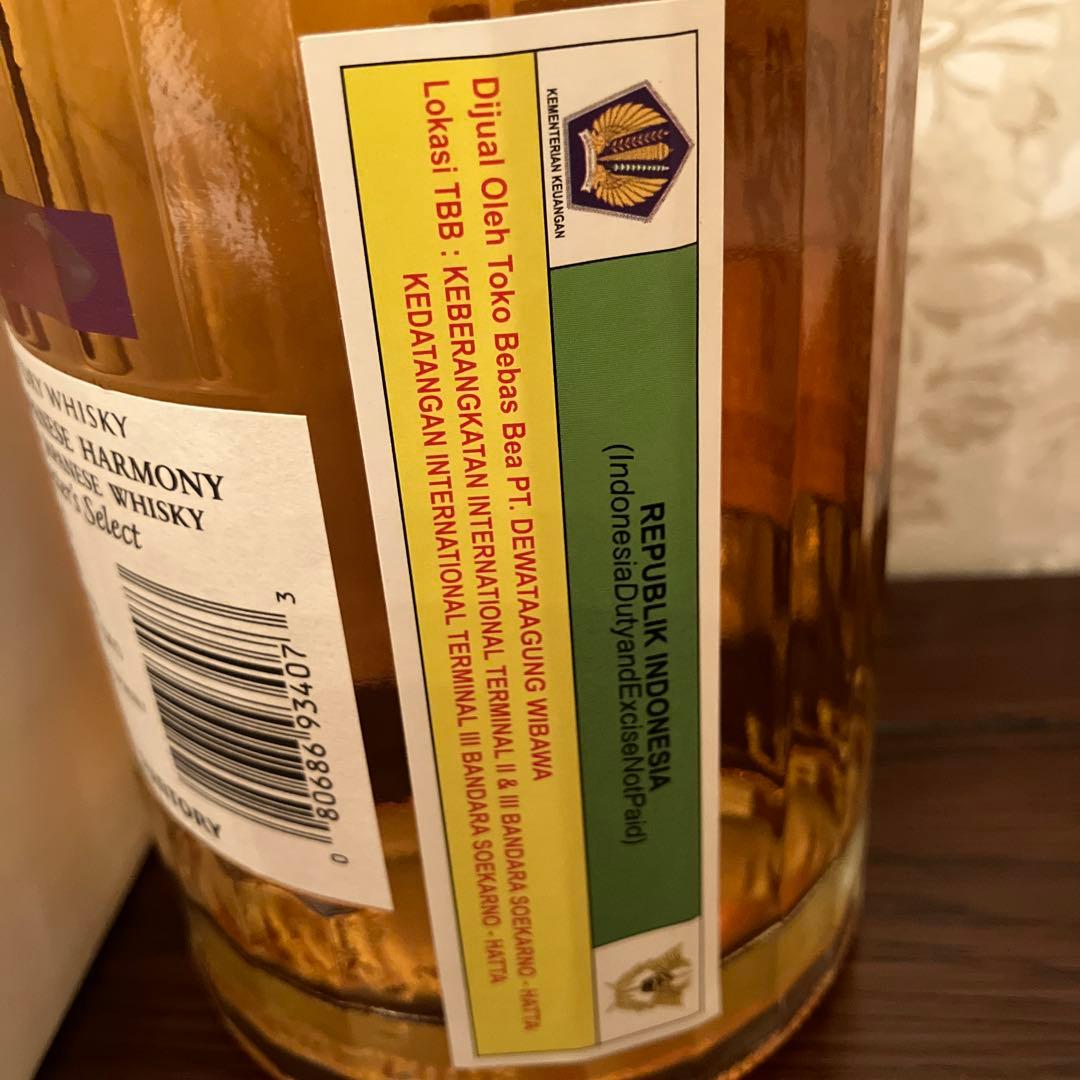 KEMENTERIAN KEUANGAN
REPUBLIK INDONESIA
(IndonesiaDutyandExciseNotPaid)
Dijual Oleh Toko Bebas Bea PT. DEWATAAGUNG WIBAWA
Lokasi TBB : KEBERANGKATAN INTERNATIONAL TERMINAL II & III BANDARA SOEKARNO - HATTA
KEDATANGAN INTERNATIONAL TERMINAL III BANDARA SOEKARNO - HATTA
WHISKY
HARMONY
WHISKY
Select
0 80686 93407 3